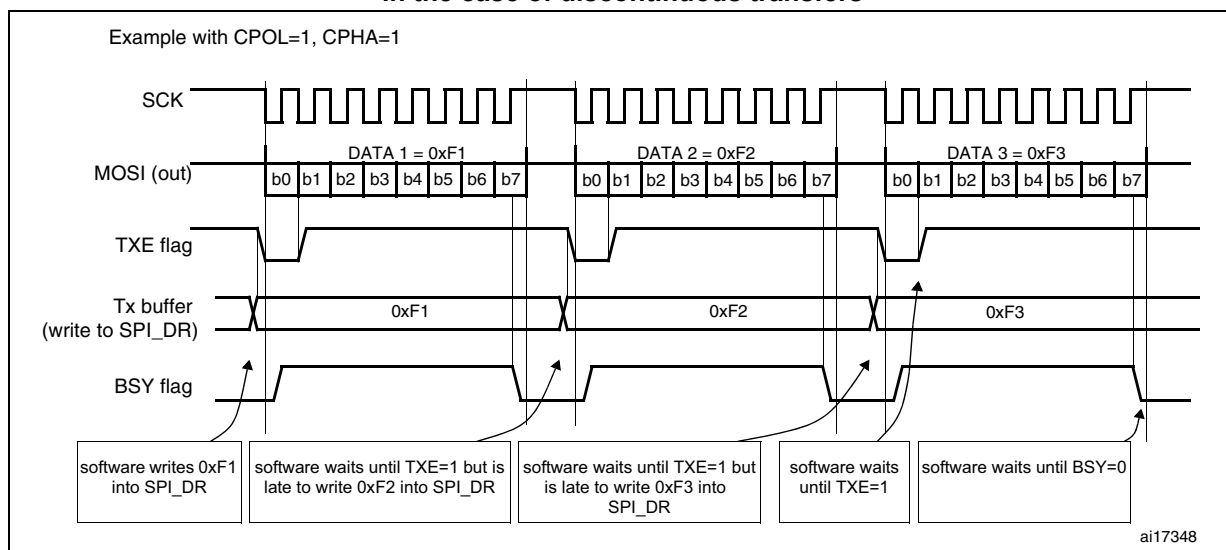 in the case of discontinuous transfers
Example with CPOL=1, CPHA=1
SCK
DATA 1 = 0xF1
DATA 2 = 0xF2
DATA 3 = 0xF3
MOSI (out)
b0 b1 b2 b3 b4 b5 b6 b7
b0 b1 b2 b3 b4 b5 b6 b7
b0 b1 b2 b3 b4 b5 b6 b7
TXE flag
Tx buffer
(write to SPI_DR)
0xF1
0xF2
0xF3
BSY flag
software writes 0xF1
into SPI_DR
software waits until TXE=1 but is
late to write 0xF2 into SPI_DR
software waits until TXE=1 but
is late to write 0xF3 into
SPI_DR
software waits
until TXE=1
software waits until BSY=0
ai17348